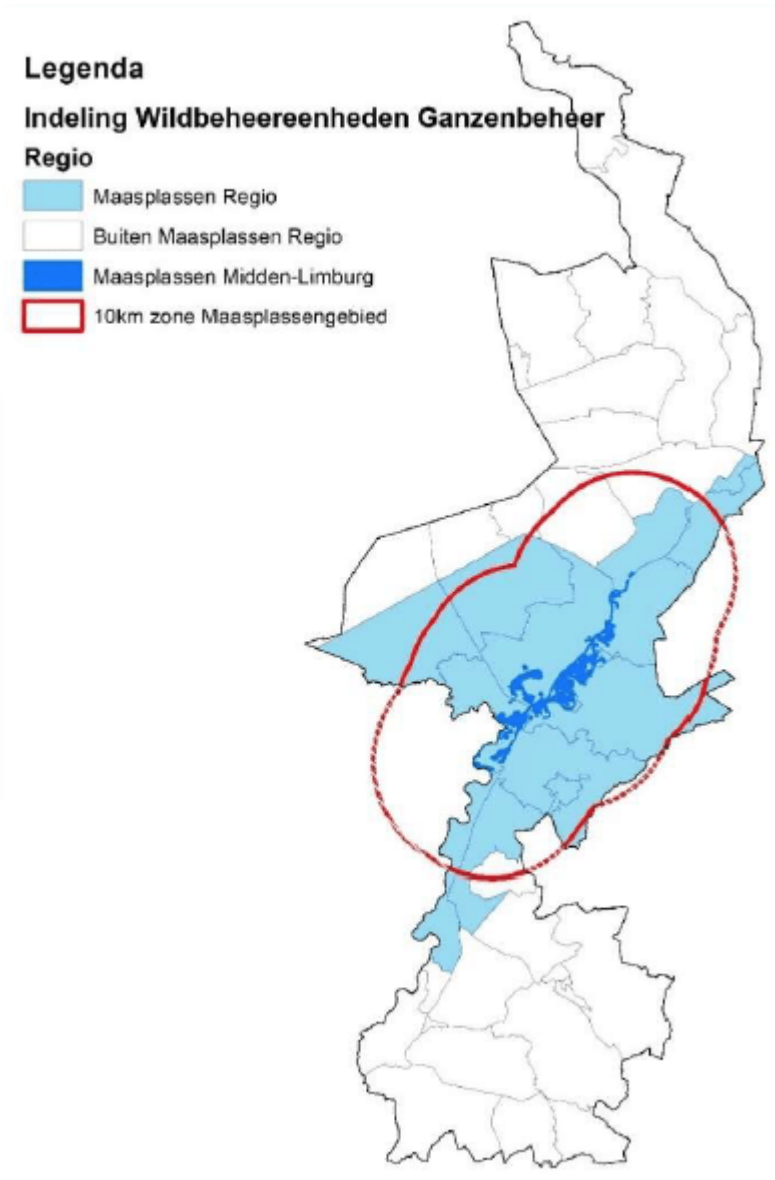 Legenda
Indeling Wildbeheereenheden Ganzenbeheer
Regio
Maasplassen Regio
Buiten Maasplassen Regio
Maasplassen Midden-Limburg
10km zone Maasplassengebied